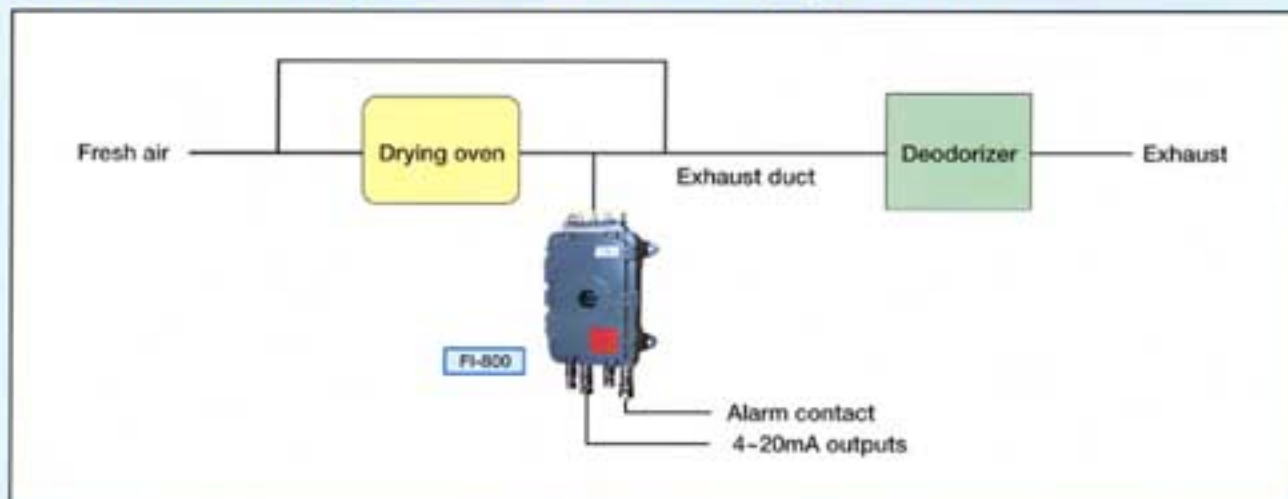 Fresh air
Drying oven
Exhaust duct
Deodorizer
Exhaust
FI-800
Alarm contact
4~20mA outputs